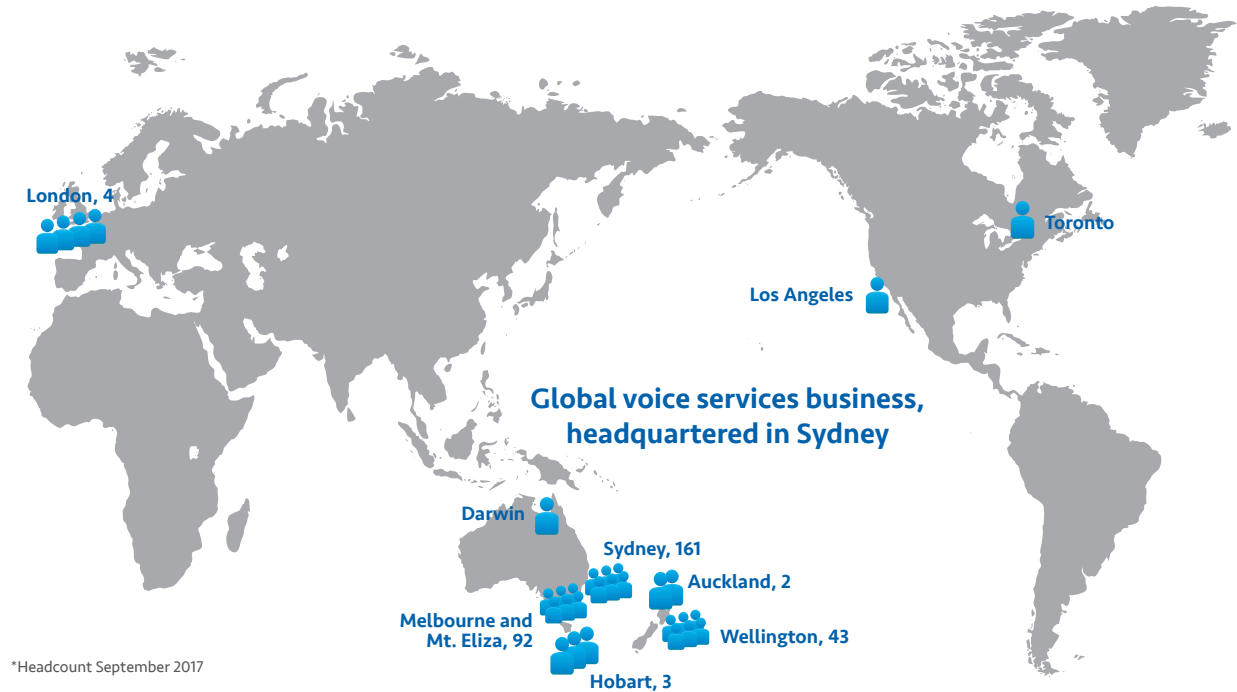 London, 4
Toronto
Los Angeles
Global voice services business,
headquartered in Sydney
Darwin
Sydney, 161
Auckland, 2
Melbourne and
Mt. Eliza, 92
Wellington, 43
*Headcount September 2017
Hobart, 3